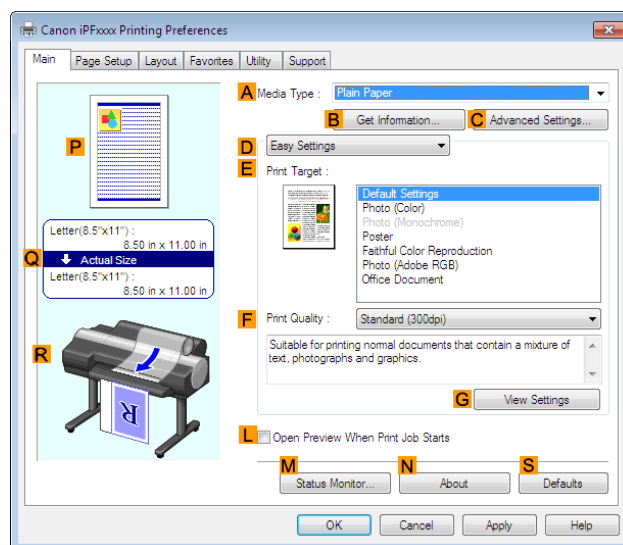 Canon iPFxxxx Printing Preferences
Main Page Setup Layout Favorites Utility Support
A Media Type : Plain Paper
B Get Information... C Advanced Settings...
D Easy Settings
E Print Target :
Default Settings
Photo (Color)
Photo (Monochrome)
Poster
Faithful Color Reproduction
Photo (Adobe RGB)
Office Document
F Print Quality : Standard (300dpi)
Suitable for printing normal documents that contain a mixture of
text, photographs and graphics.
G View Settings
P
Letter(8.5"x11") :
8.50 in x 11.00 in
Q Actual Size
Letter(8.5"x11") :
8.50 in x 11.00 in
R
R
L Open Preview When Print Job Starts
M N S
Status Monitor... About Defaults
OK Cancel Apply Help